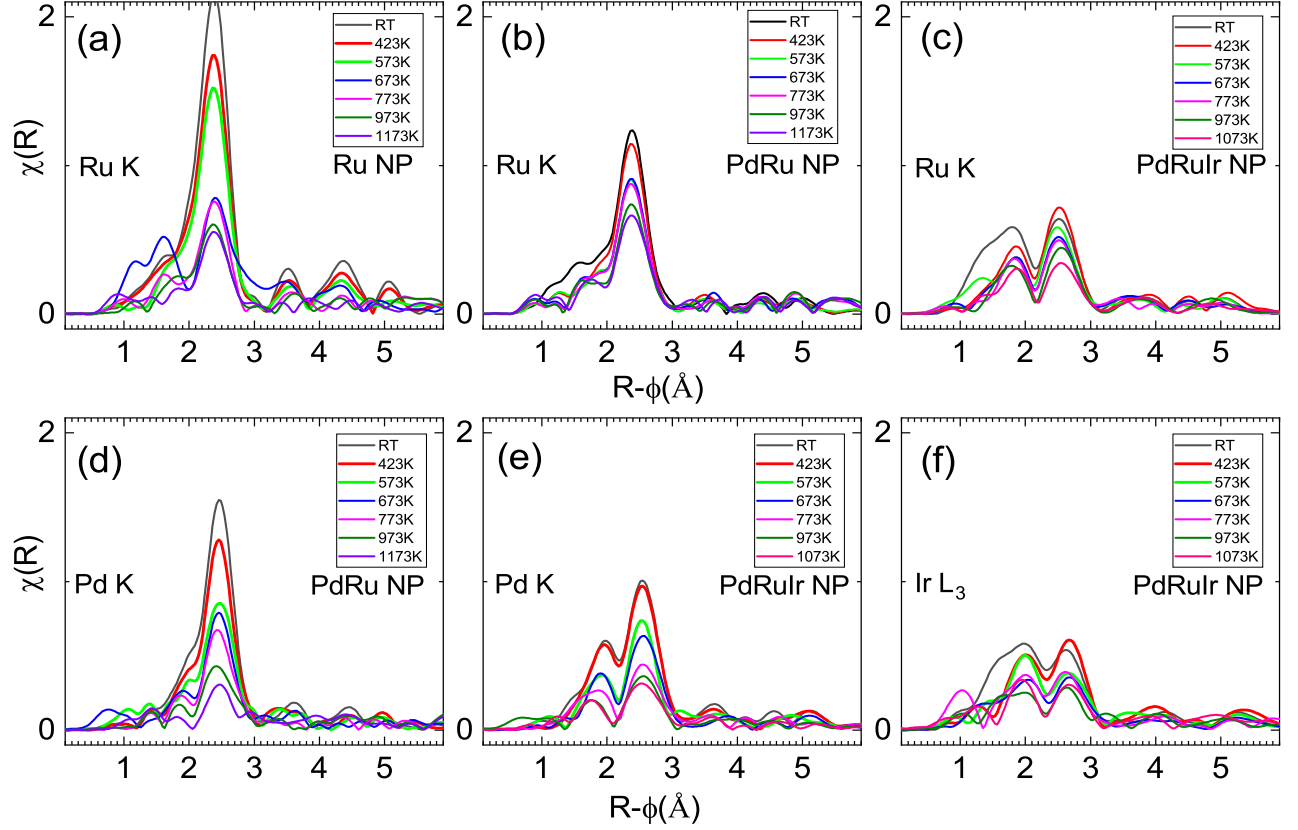 (a)
2
0
χ(R)
RT
423K
573K
673K
773K
973K
1173K
Ru K
Ru NP
1 2 3 4 5
(b)
2
0
RT
423K
573K
673K
773K
973K
1173K
Ru K
PdRu NP
1 2 3 4 5
R-ϕ(Å)
(c)
2
0
RT
423K
573K
673K
773K
973K
1073K
Ru K
PdRuIr NP
1 2 3 4 5
(d)
2
0
χ(R)
RT
423K
573K
673K
773K
973K
1173K
Pd K
PdRu NP
1 2 3 4 5
(e)
2
0
RT
423K
573K
673K
773K
973K
1073K
Pd K
PdRuIr NP
1 2 3 4 5
R-ϕ(Å)
(f)
2
0
RT
423K
573K
673K
773K
973K
1073K
Ir L₃
PdRuIr NP
1 2 3 4 5